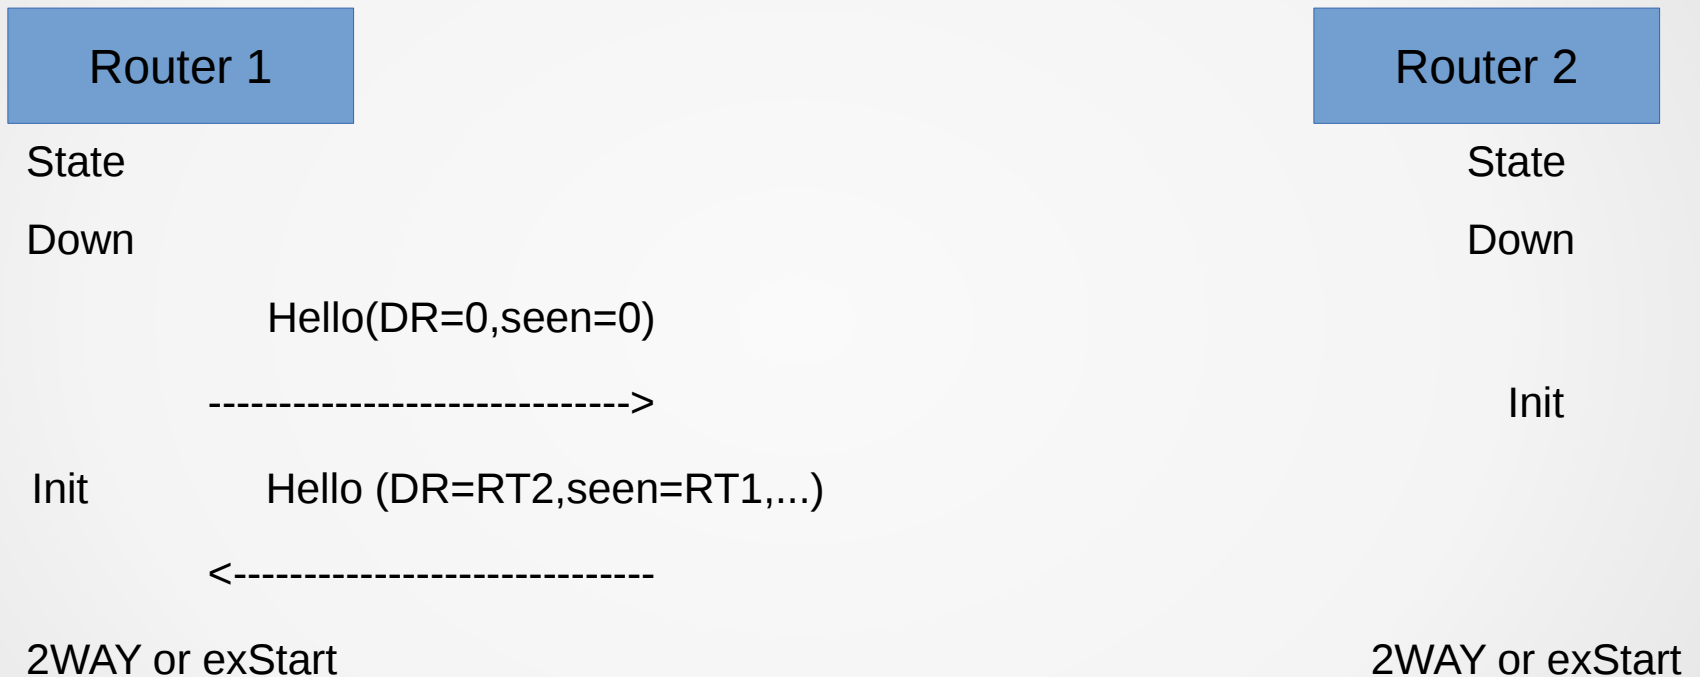 Router 1 Router 2
State State
Down Down
Hello(DR=0,seen=0)
------------------------------> Init
Init Hello (DR=RT2,seen=RT1,...)
<------------------------------
2WAY or exStart 2WAY or exStart